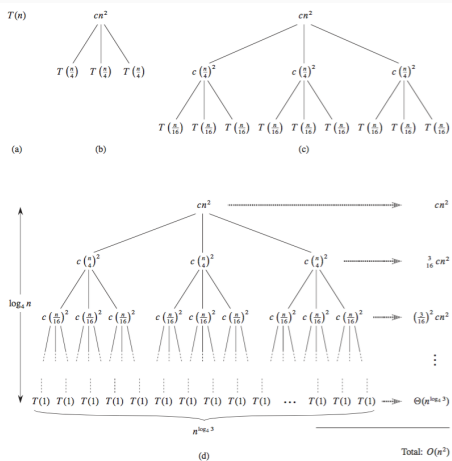 T(n) cn² cn²
T(n/4) T(n/4) T(n/4) c(n/4)² c(n/4)² c(n/4)²
T(n/16) T(n/16) T(n/16) T(n/16) T(n/16) T(n/16) T(n/16) T(n/16) T(n/16)
(a) (b) (c)
cn² cn²
c(n/4)² c(n/4)² c(n/4)² 3/16 cn²
log₄ n
c(n/16)² c(n/16)² c(n/16)² c(n/16)² c(n/16)² c(n/16)² c(n/16)² c(n/16)² c(n/16)² (3/16)² cn²
⋮
T(1) T(1) T(1) T(1) T(1) T(1) T(1) T(1) T(1) T(1) … T(1) T(1) T(1) Θ(n^log₄ 3)
n^log₄ 3
(d) Total: O(n²)